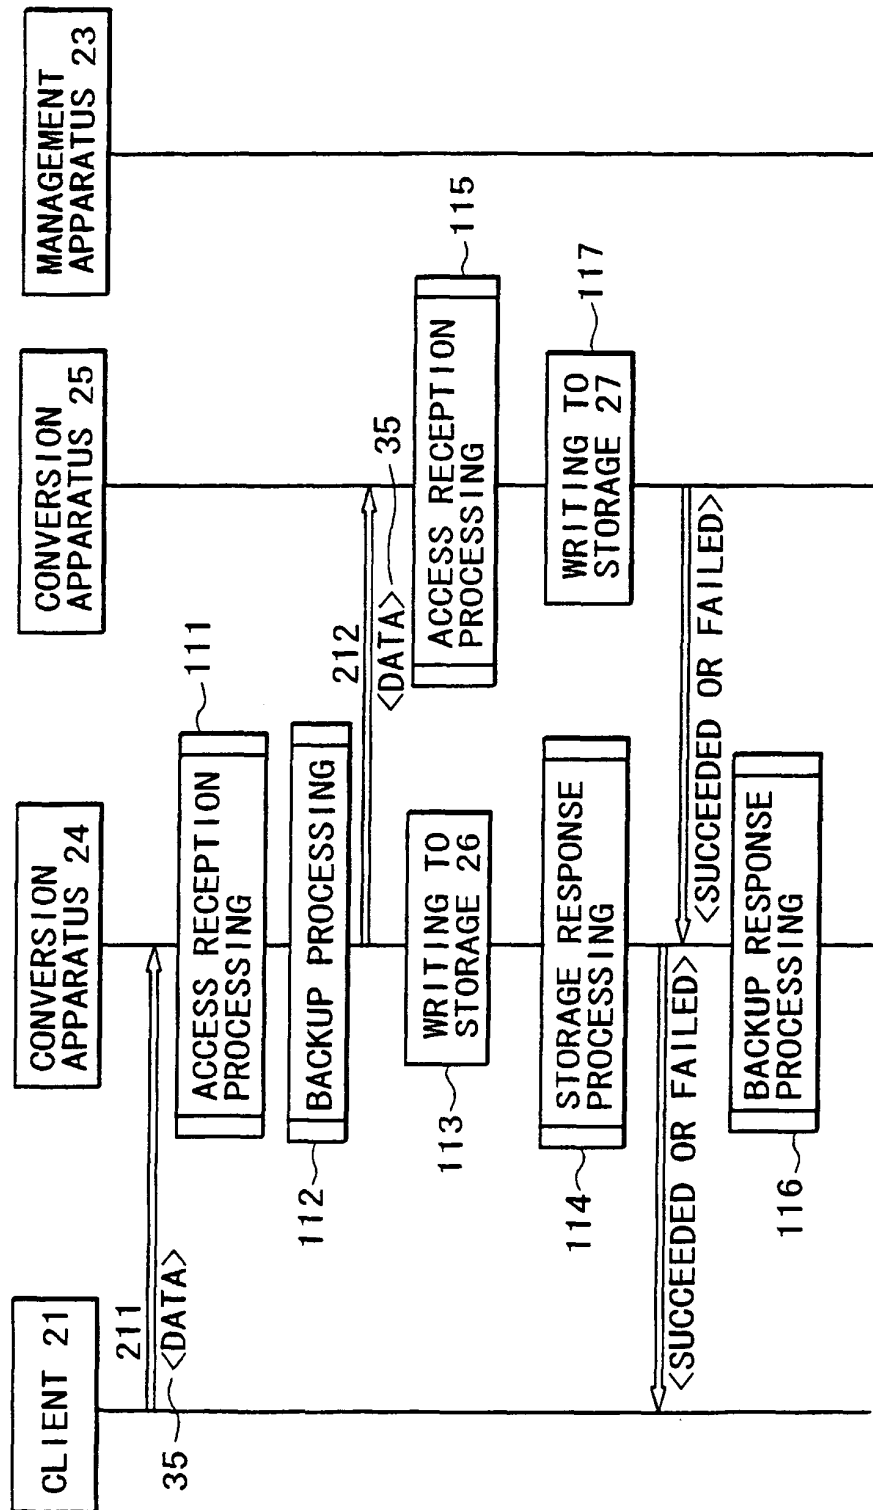 CLIENT 21
CONVERSION
APPARATUS 24
CONVERSION
APPARATUS 25
MANAGEMENT
APPARATUS 23
211
35
<DATA>
111
ACCESS RECEPTION
PROCESSING
112
BACKUP PROCESSING
212
<DATA>
35
113
WRITING TO
STORAGE 26
115
ACCESS RECEPTION
PROCESSING
114
STORAGE RESPONSE
PROCESSING
117
WRITING TO
STORAGE 27
<SUCCEEDED OR FAILED>
<SUCCEEDED OR FAILED>
116
BACKUP RESPONSE
PROCESSING